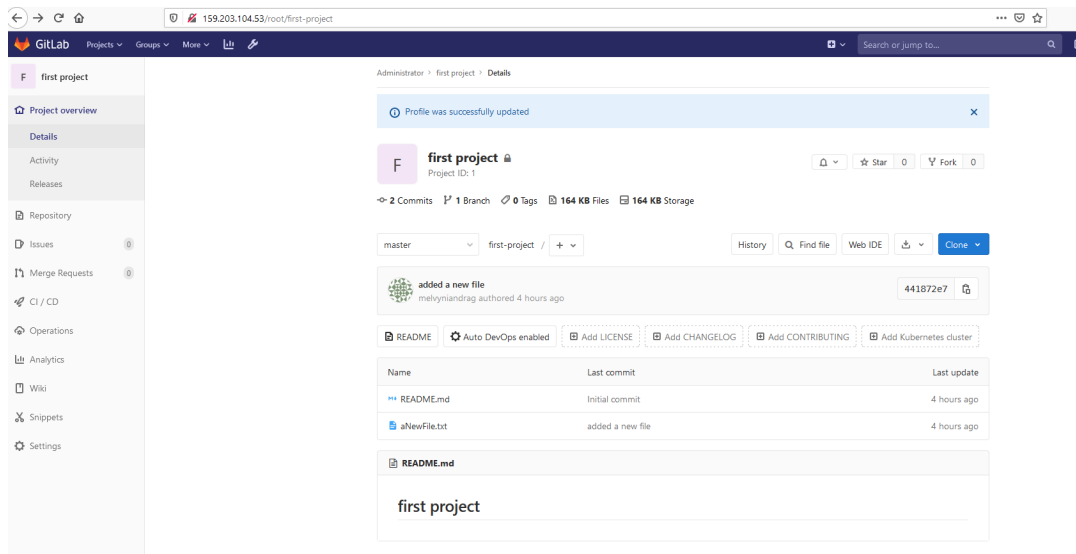 159.203.104.53/root/first-project
GitLab Projects Groups More Search or jump to...
F first project
Project overview
Details
Activity
Releases
Repository
Issues 0
Merge Requests 0
CI / CD
Operations
Analytics
Wiki
Snippets
Settings
Administrator > first project > Details
Profile was successfully updated
F
first project
Project ID: 1
Star 0 Fork 0
2 Commits 1 Branch 0 Tags 164 KB Files 164 KB Storage
master first-project / + History Find file Web IDE Clone
added a new file
melvyniandrag authored 4 hours ago
441872e7
README Auto DevOps enabled Add LICENSE Add CHANGELOG Add CONTRIBUTING Add Kubernetes cluster
Name Last commit Last update
README.md Initial commit 4 hours ago
aNewFile.txt added a new file 4 hours ago
README.md
first project